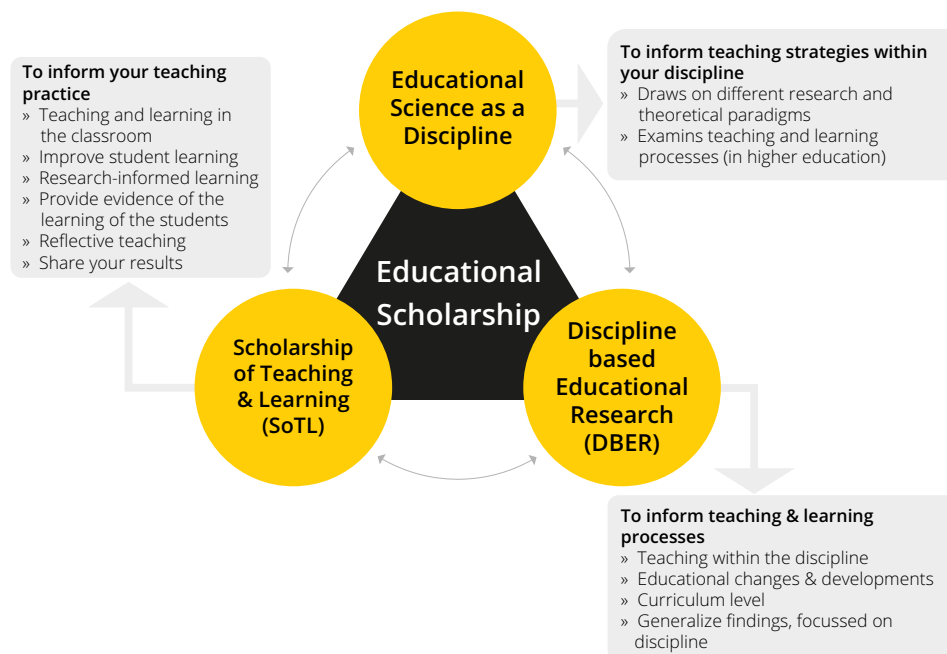 To inform your teaching
practice
» Teaching and learning in
the classroom
» Improve student learning
» Research-informed learning
» Provide evidence of the
learning of the students
» Reflective teaching
» Share your results
Educational
Science as a
Discipline
To inform teaching strategies within
your discipline
» Draws on different research and
theoretical paradigms
» Examins teaching and learning
processes (in higher education)
Educational
Scholarship
Scholarship
of Teaching
& Learning
(SoTL)
Discipline
based
Educational
Research
(DBER)
To inform teaching & learning
processes
» Teaching within the discipline
» Educational changes & developments
» Curriculum level
» Generalize findings, focussed on
discipline